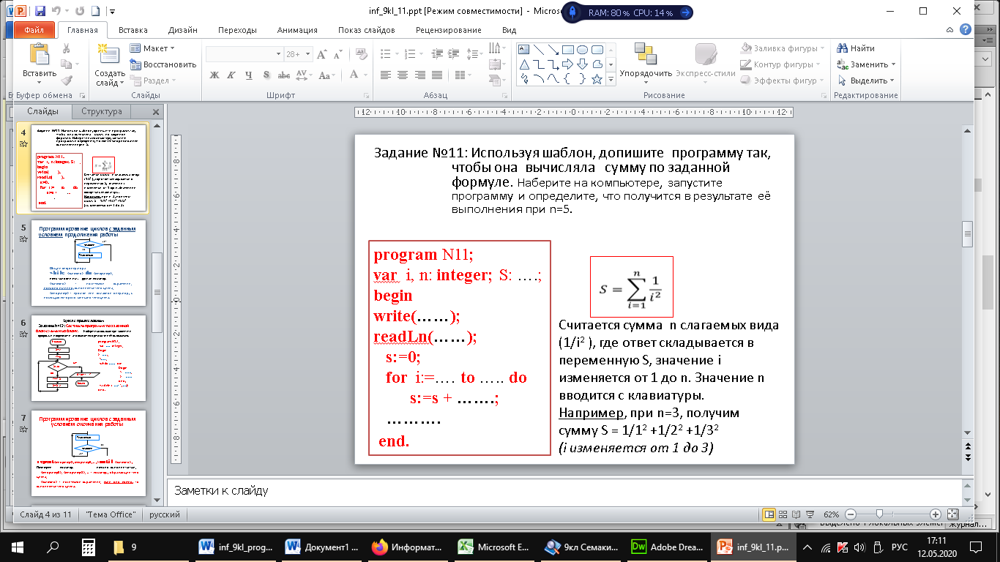 inf_9kl_11.ppt [Режим совместимости] - Micros
RAM: 80 % CPU: 14 %
Файл Главная Вставка Дизайн Переходы Анимация Показ слайдов Рецензирование Вид
Вставить
Буфер обмена
Создать слайд
Макет
Восстановить
Раздел
Слайды
28
Ж К Ч S abc AV Aa А
Шрифт
Абзац
Упорядочить
Экспресс-стили
Заливка фигуры
Контур фигуры
Эффекты фигур
Рисование
Найти
Заменить
Выделить
Редактирование
Слайды Структура
4
5
Программирование циклов с заданным
условием продолжения работы
6
7
Программирование циклов с заданным
условием окончания работы
Задание №11: Используя шаблон, допишите программу так,
чтобы она вычисляла сумму по заданной
формуле. Наберите на компьютере, запустите
программу и определите, что получится в результате её
выполнения при n=5.
program N11;
var i, n: integer; S: ….;
begin
write(……);
readLn(……);
s:=0;
for i:=…. to ….. do
s:=s + …….;
……….
end.
S = ∑ⁿᵢ₌₁ 1/i²
Считается сумма n слагаемых вида
(1/i² ), где ответ складывается в
переменную S, значение i
изменяется от 1 до n. Значение n
вводится с клавиатуры.
Например, при n=3, получим
сумму S = 1/1² +1/2² +1/3²
(i изменяется от 1 до 3)
Заметки к слайду
Слайд 4 из 11 "Тема Office" русский 62%
9 inf_9kl_prog... Документ1 ... Информат... Microsoft E... 9кл Семаки... Adobe Drea... inf_9kl_11.p...
РУС
17:11
12.05.2020